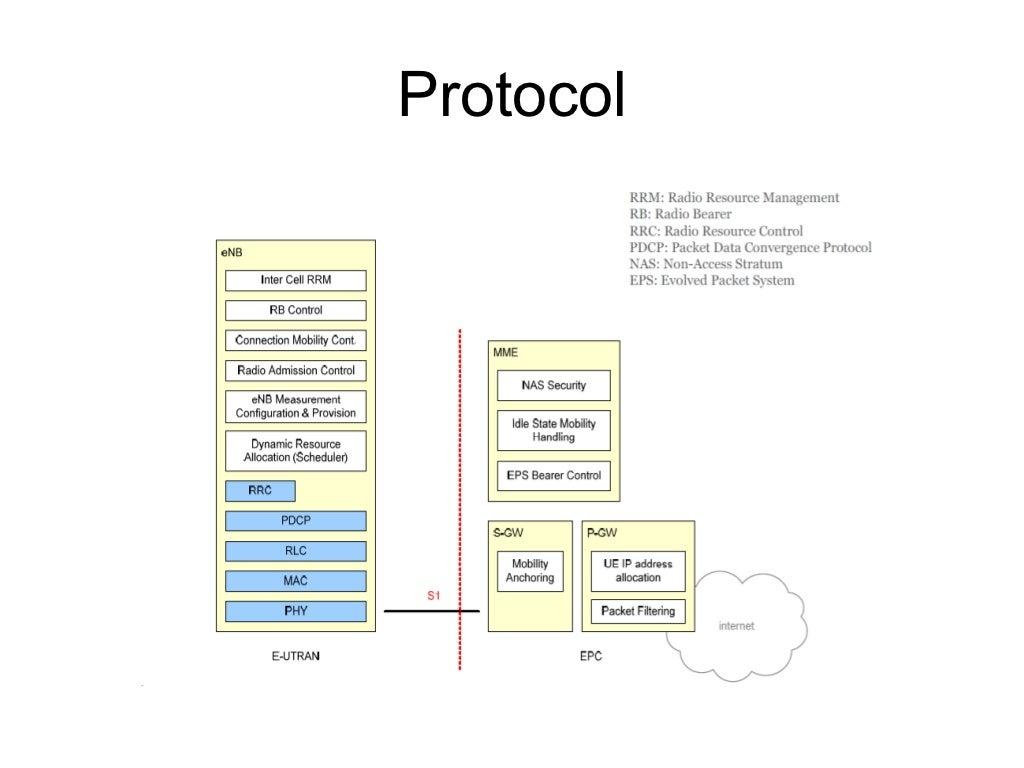 Protocol
RRM: Radio Resource Management
RB: Radio Bearer
RRC: Radio Resource Control
PDCP: Packet Data Convergence Protocol
NAS: Non-Access Stratum
EPS: Evolved Packet System
eNB
Inter Cell RRM
RB Control
Connection Mobility Cont.
Radio Admission Control
eNB Measurement
Configuration & Provision
Dynamic Resource
Allocation (Scheduler)
RRC
PDCP
RLC
MAC
PHY
E-UTRAN
S1
MME
NAS Security
Idle State Mobility
Handling
EPS Bearer Control
S-GW
Mobility
Anchoring
P-GW
UE IP address
allocation
Packet Filtering
EPC
internet